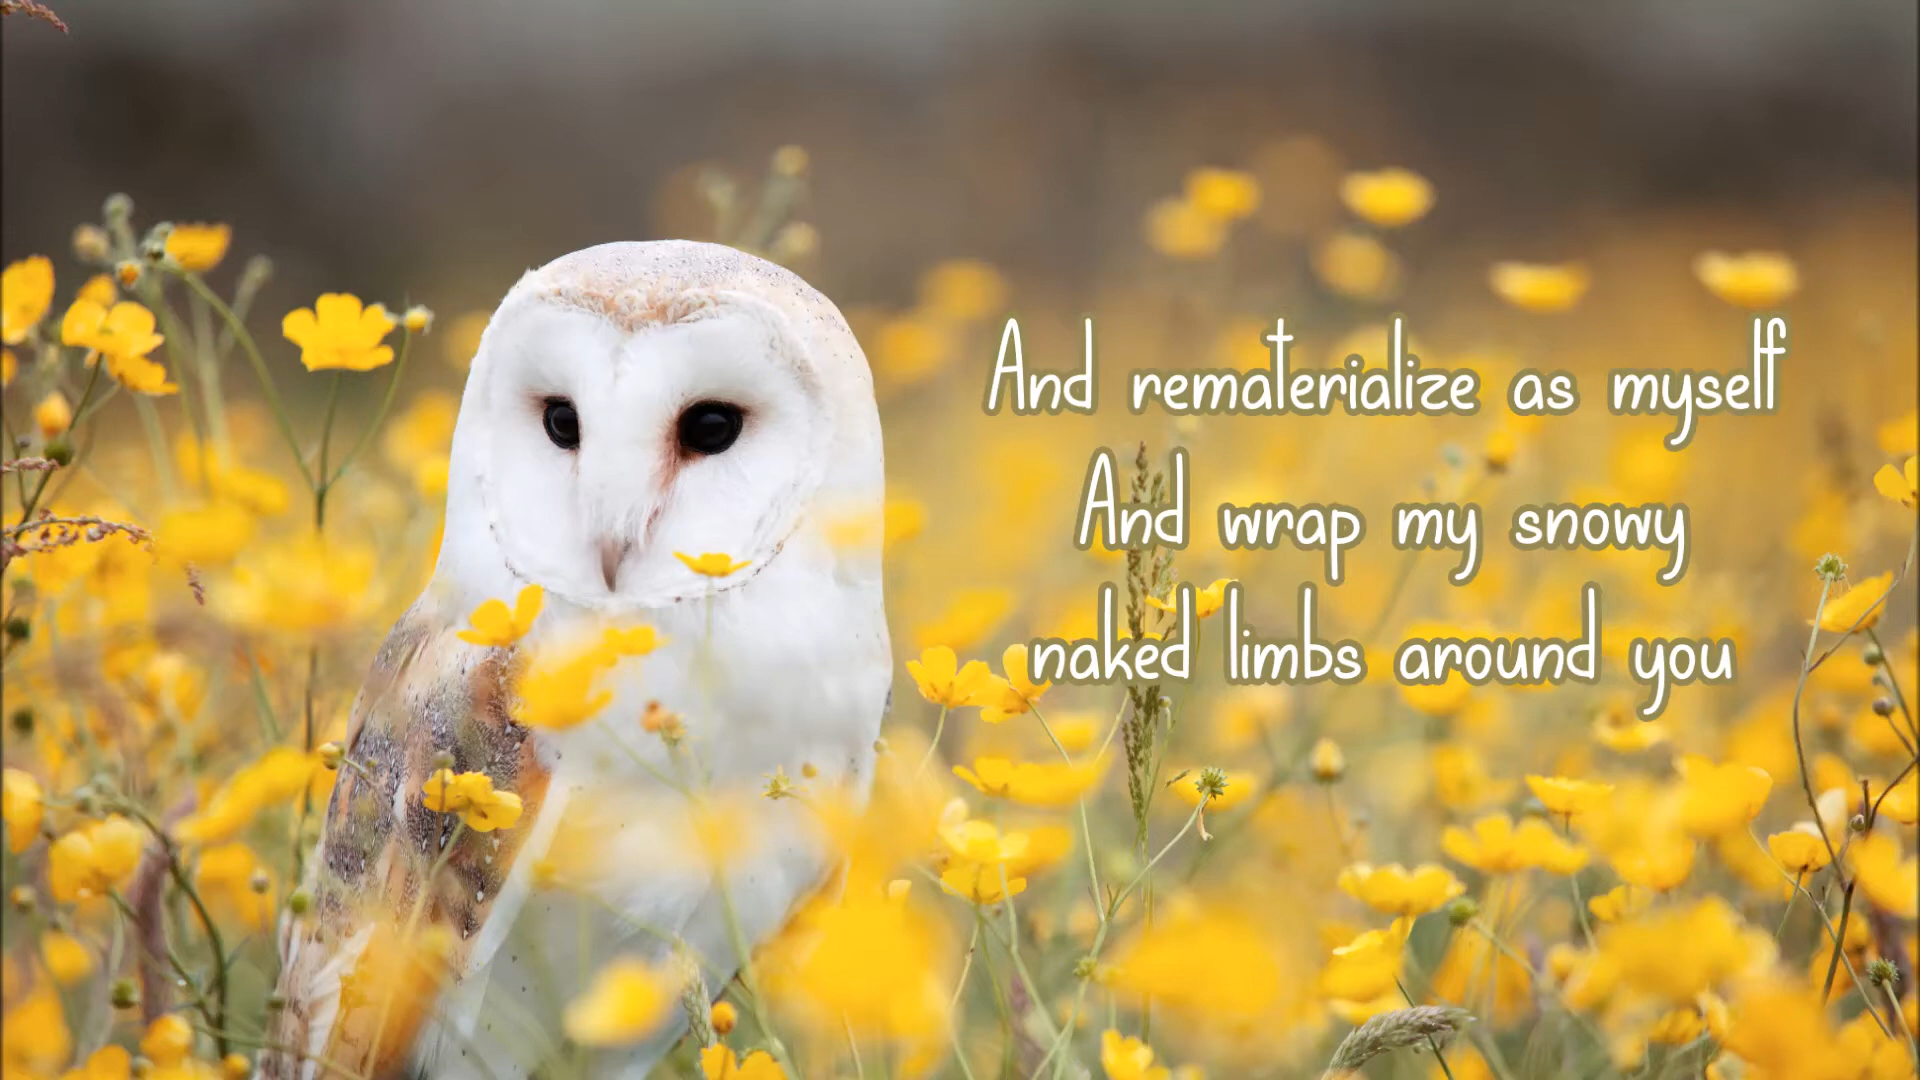 And rematerialize as myself
And wrap my snowy
naked limbs around you